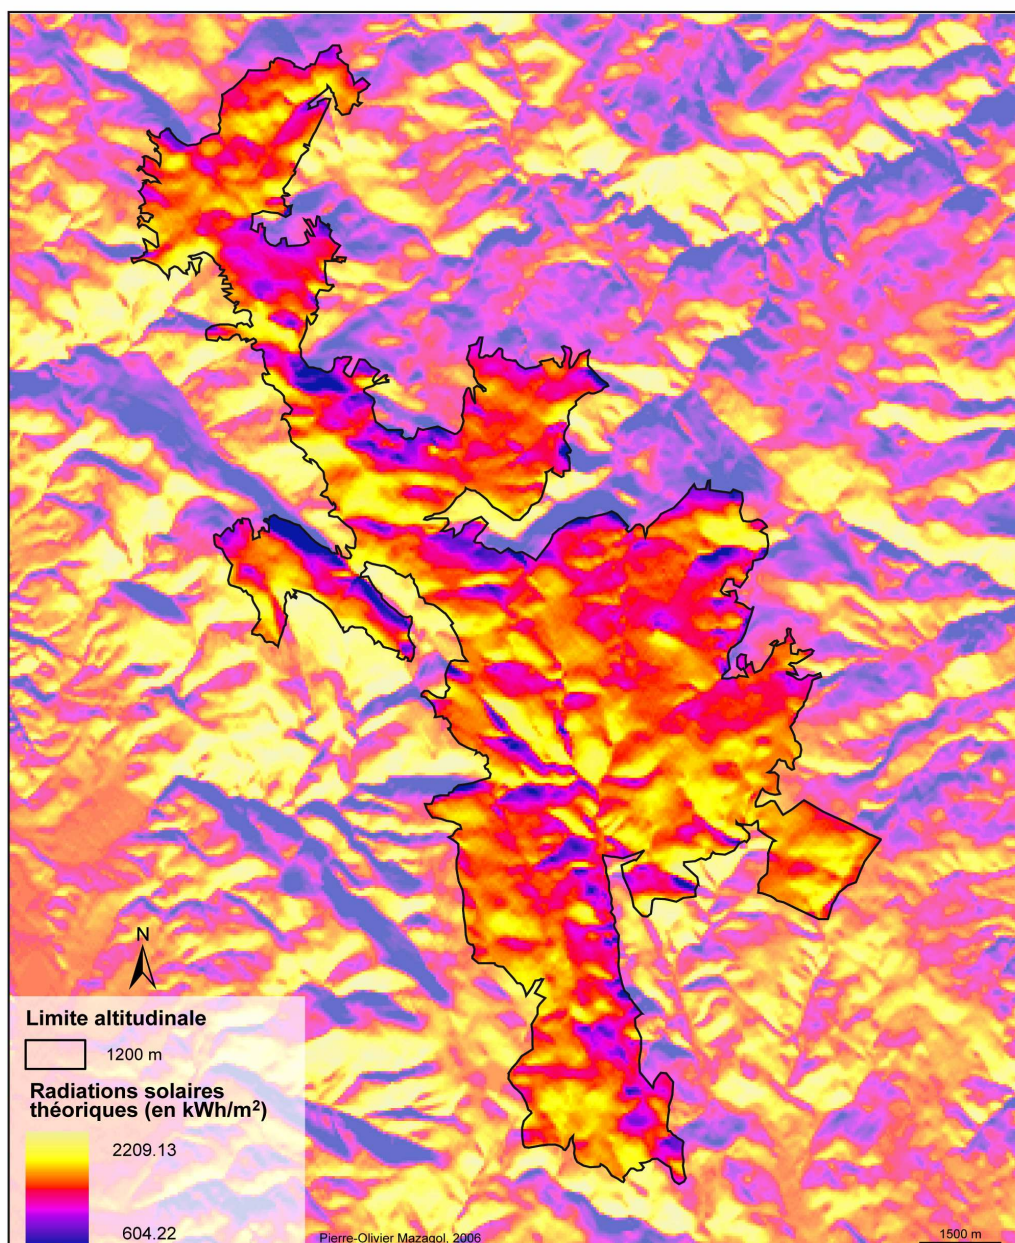 N
Limite altitudinale
1200 m
Radiations solaires
théoriques (en kWh/m²)
2209.13
604.22
Pierre-Olivier Mazagol, 2006
1500 m